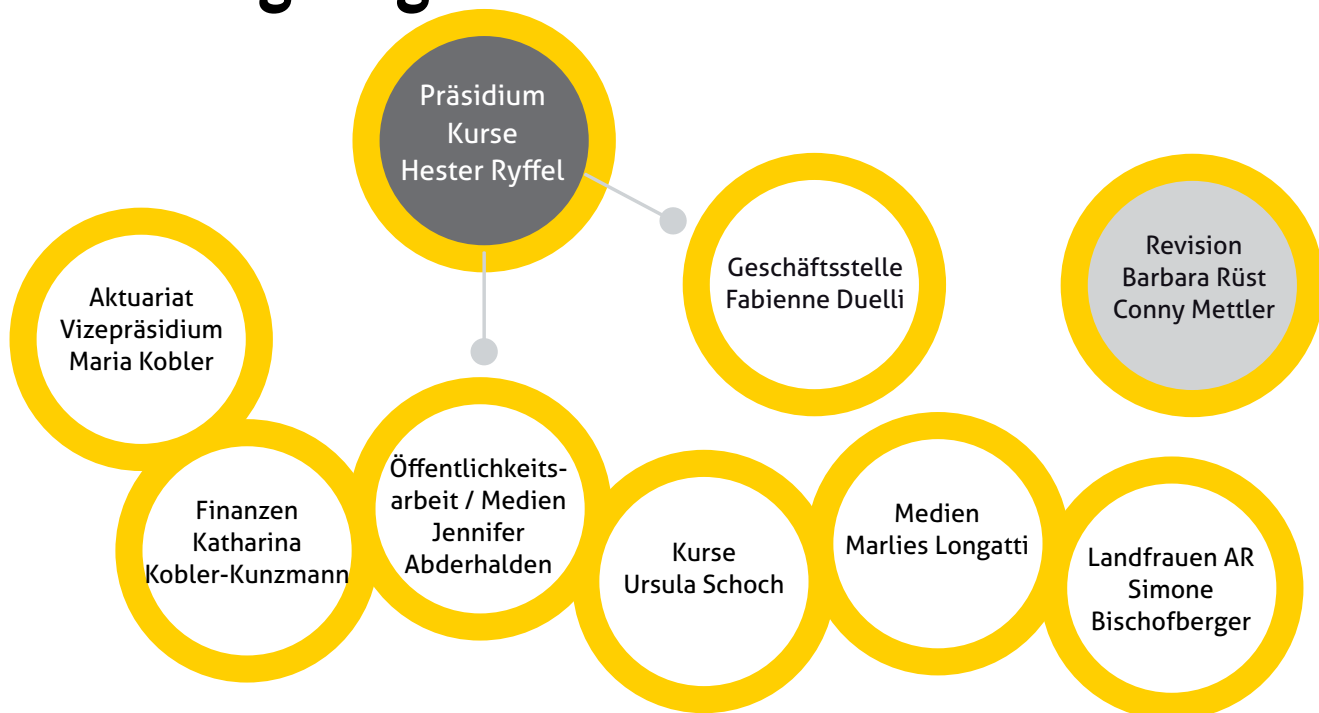 Präsidium
Kurse
Hester Ryffel
Geschäftsstelle
Fabienne Duelli
Revision
Barbara Rüst
Conny Mettler
Aktuariat
Vizepräsidium
Maria Kobler
Finanzen
Katharina
Kobler-Kunzmann
Öffentlichkeits-
arbeit / Medien
Jennifer
Abderhalden
Kurse
Ursula Schoch
Medien
Marlies Longatti
Landfrauen AR
Simone
Bischofberger